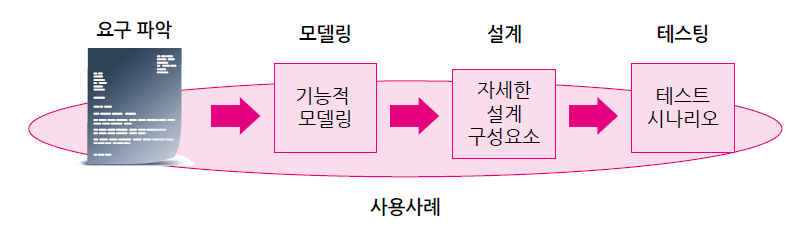 요구 파악
모델링
설계
테스팅
기능적
모델링
자세한
설계
구성요소
테스트
시나리오
사용사례